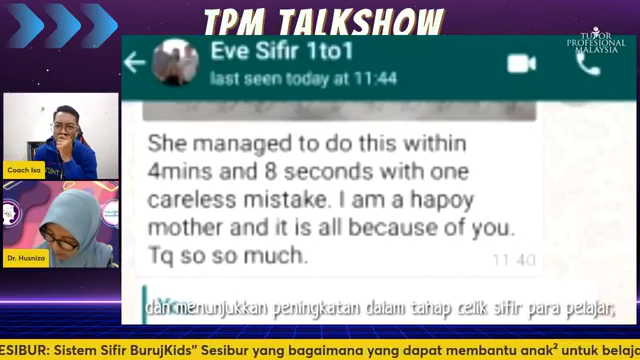 TPM TALKSHOW
TUTOR
PROFESIONAL
MALAYSIA
Eve Sifir 1to1
last seen today at 11:44
She managed to do this within
4mins and 8 seconds with one
careless mistake. I am a hapoy
mother and it is all because of you.
Tq so so much.
11:40
Coach Isa
Dr. Husniza
dan menunjukkan peningkatan dalam tahap celik sifir para pelajar,
ESIBUR: Sistem Sifir BurujKids" Sesibur yang bagaimana yang dapat membantu anak² untuk belajar